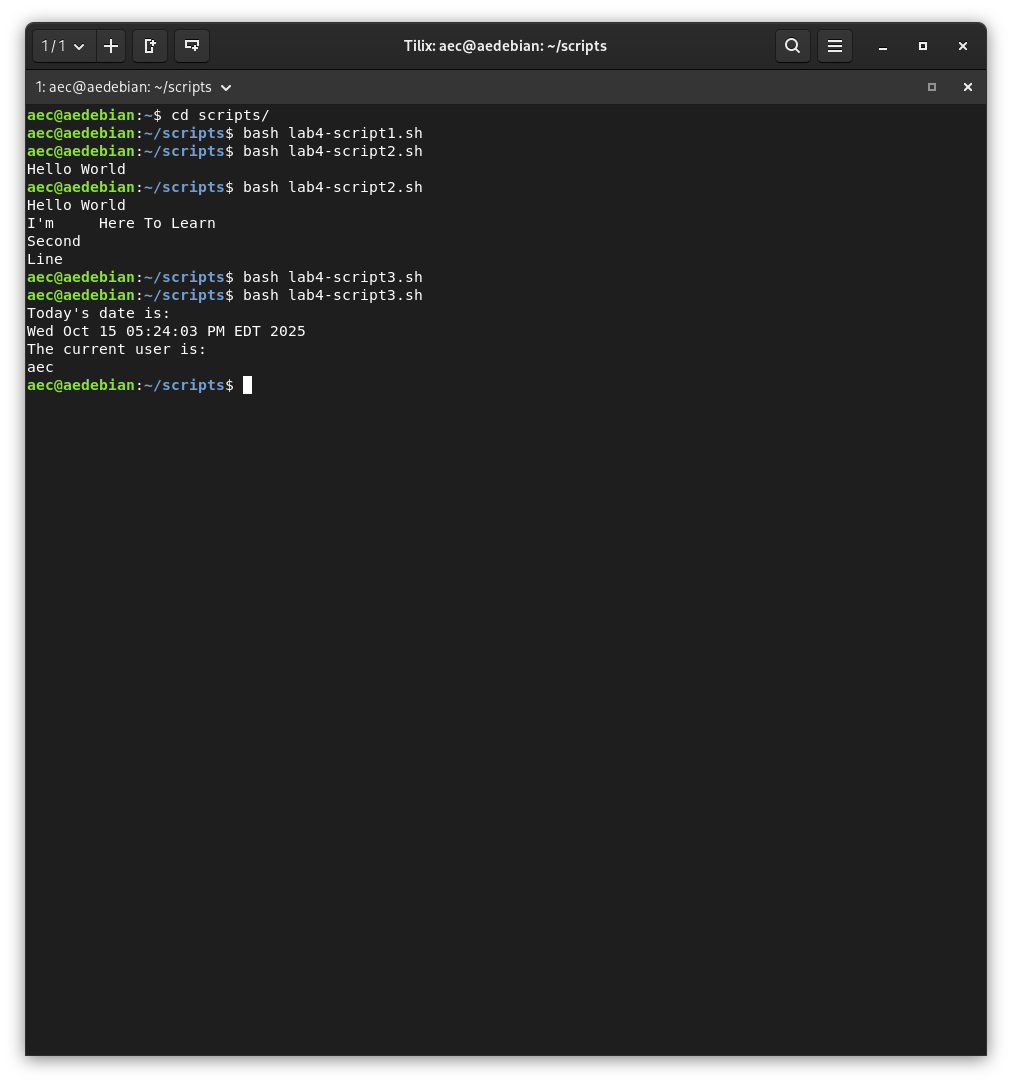 1 / 1
Tilix: aec@aedebian: ~/scripts
1: aec@aedebian: ~/scripts
aec@aedebian:~$ cd scripts/
aec@aedebian:~/scripts$ bash lab4-script1.sh
aec@aedebian:~/scripts$ bash lab4-script2.sh
Hello World
aec@aedebian:~/scripts$ bash lab4-script2.sh
Hello World
I'm     Here To Learn
Second
Line
aec@aedebian:~/scripts$ bash lab4-script3.sh
aec@aedebian:~/scripts$ bash lab4-script3.sh
Today's date is:
Wed Oct 15 05:24:03 PM EDT 2025
The current user is:
aec
aec@aedebian:~/scripts$